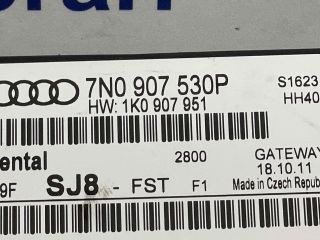 7N0 907 530P
S1623
HW: 1K0 907 951
HH40
ental
2800
GATEWAY
9F
SJ8 - FST F1
18.10.11
Made in Czech Republ